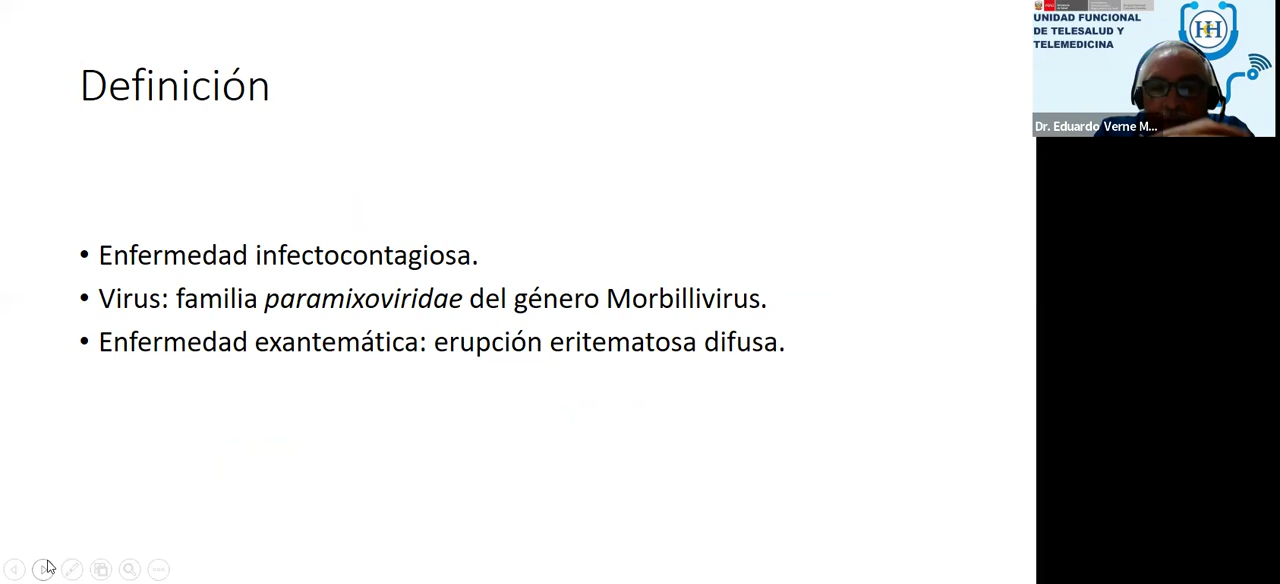 Definición
• Enfermedad infectocontagiosa.
• Virus: familia paramixoviridae del género Morbillivirus.
• Enfermedad exantemática: erupción eritematosa difusa.
UNIDAD FUNCIONAL
DE TELESALUD Y
TELEMEDICINA
Dr. Eduardo Verne M...